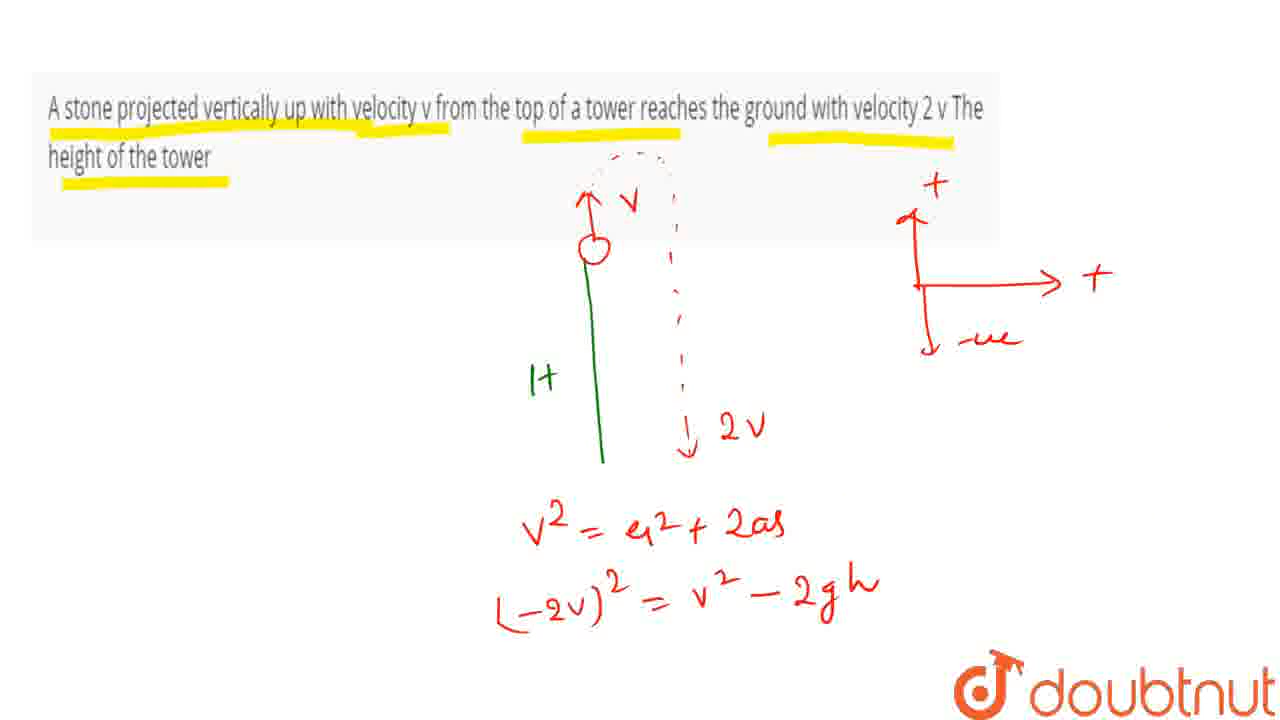 A stone projected vertically up with velocity v from the top of a tower reaches the ground with velocity 2 v The
height of the tower
+
V
+
-ve
H
2V
V² = u² + 2as
(-2V)² = V² - 2gh
doubtnut